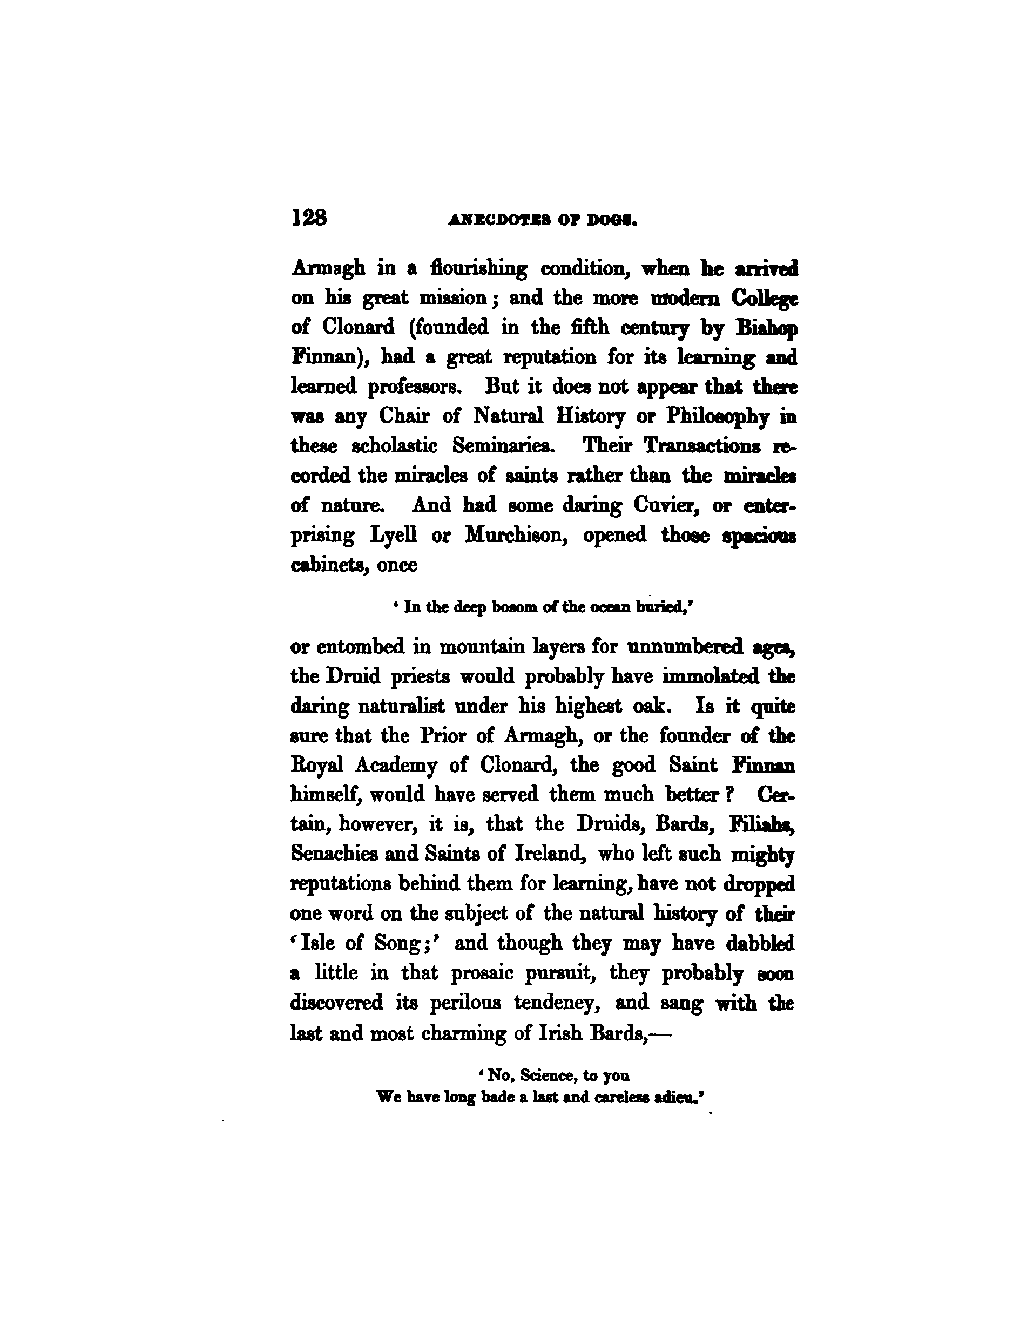 128 ANECDOTES OF DOGS.
Armagh in a flourishing condition, when he arrived
on his great mission; and the more modern College
of Clonard (founded in the fifth century by Bishop
Finnan), had a great reputation for its learning and
learned professors. But it does not appear that there
was any Chair of Natural History or Philosophy in
these scholastic Seminaries. Their Transactions re-
corded the miracles of saints rather than the miracles
of nature. And had some daring Cuvier, or enter-
prising Lyell or Murchison, opened those spacious
cabinets, once
‘ In the deep bosom of the ocean buried,’
or entombed in mountain layers for unnumbered ages,
the Druid priests would probably have immolated the
daring naturalist under his highest oak. Is it quite
sure that the Prior of Armagh, or the founder of the
Royal Academy of Clonard, the good Saint Finnan
himself, would have served them much better? Cer-
tain, however, it is, that the Druids, Bards, Filiahs,
Senachies and Saints of Ireland, who left such mighty
reputations behind them for learning, have not dropped
one word on the subject of the natural history of their
‘Isle of Song;’ and though they may have dabbled
a little in that prosaic pursuit, they probably soon
discovered its perilous tendency, and sang with the
last and most charming of Irish Bards,—
‘ No, Science, to you
We have long bade a last and careless adieu.’